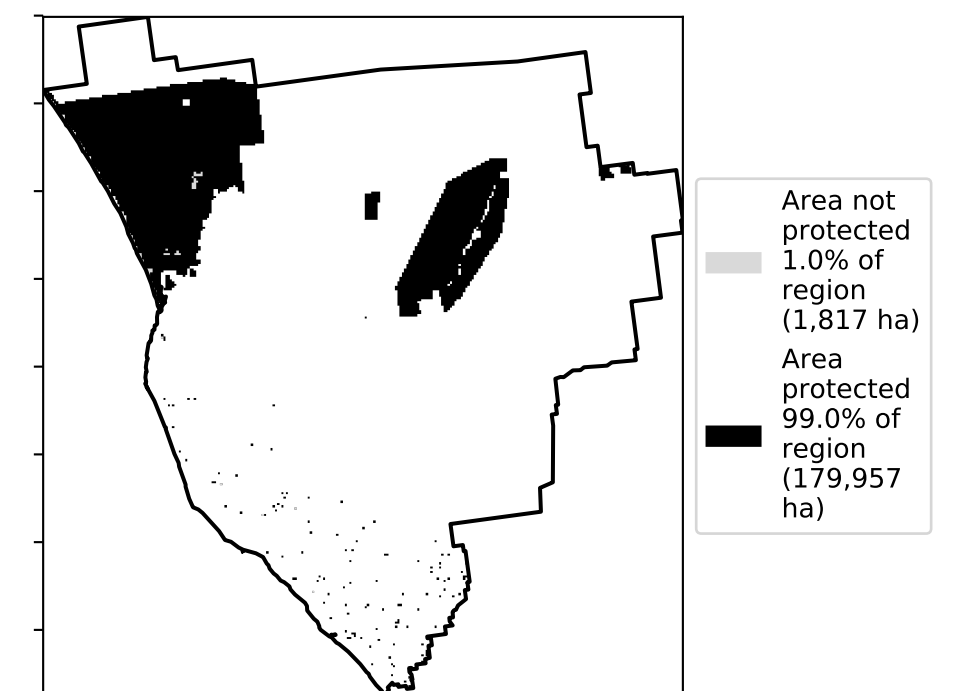 Area not
protected
1.0% of
region
(1,817 ha)
Area
protected
99.0% of
region
(179,957
ha)